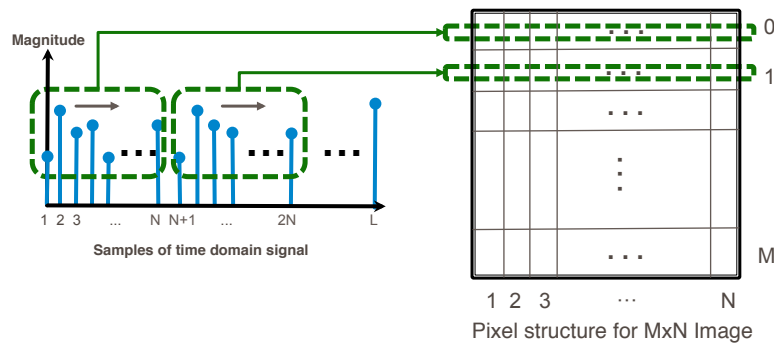 Magnitude
1 2 3 ... N N+1 ... 2N L
Samples of time domain signal
0
1
M
1 2 3 ... N
Pixel structure for MxN Image